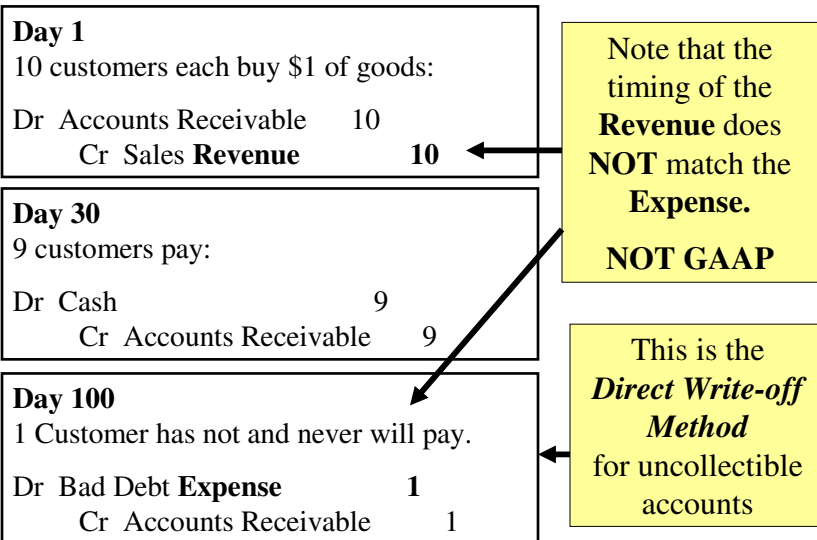 Day 1
10 customers each buy $1 of goods:
Dr Accounts Receivable 10
Cr Sales Revenue 10
Day 30
9 customers pay:
Dr Cash 9
Cr Accounts Receivable 9
Day 100
1 Customer has not and never will pay.
Dr Bad Debt Expense 1
Cr Accounts Receivable 1
Note that the
timing of the
Revenue does
NOT match the
Expense.
NOT GAAP
This is the
Direct Write-off
Method
for uncollectible
accounts